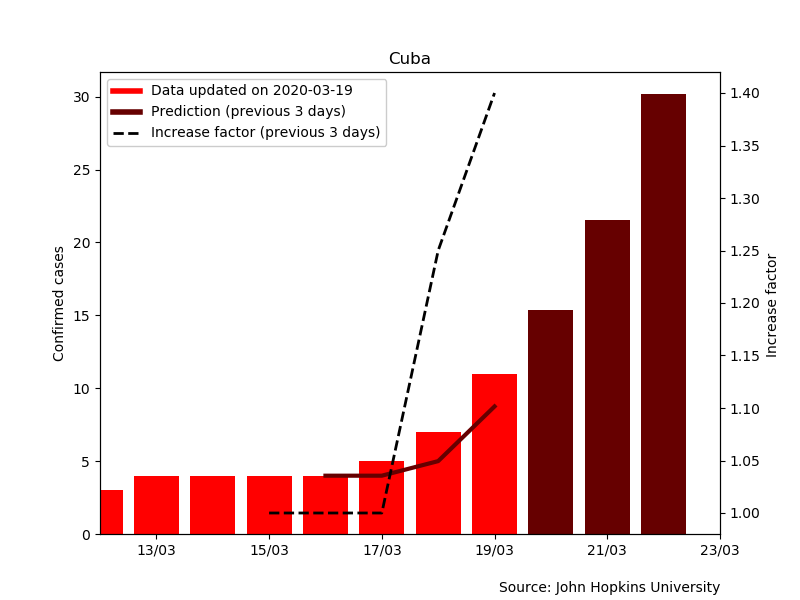 Cuba
Data updated on 2020-03-19
Prediction (previous 3 days)
Increase factor (previous 3 days)
Confirmed cases
30
25
20
15
10
5
0
1.40
1.35
1.30
1.25
1.20
1.15
1.10
1.05
1.00
Increase factor
13/03 15/03 17/03 19/03 21/03 23/03
Source: John Hopkins University